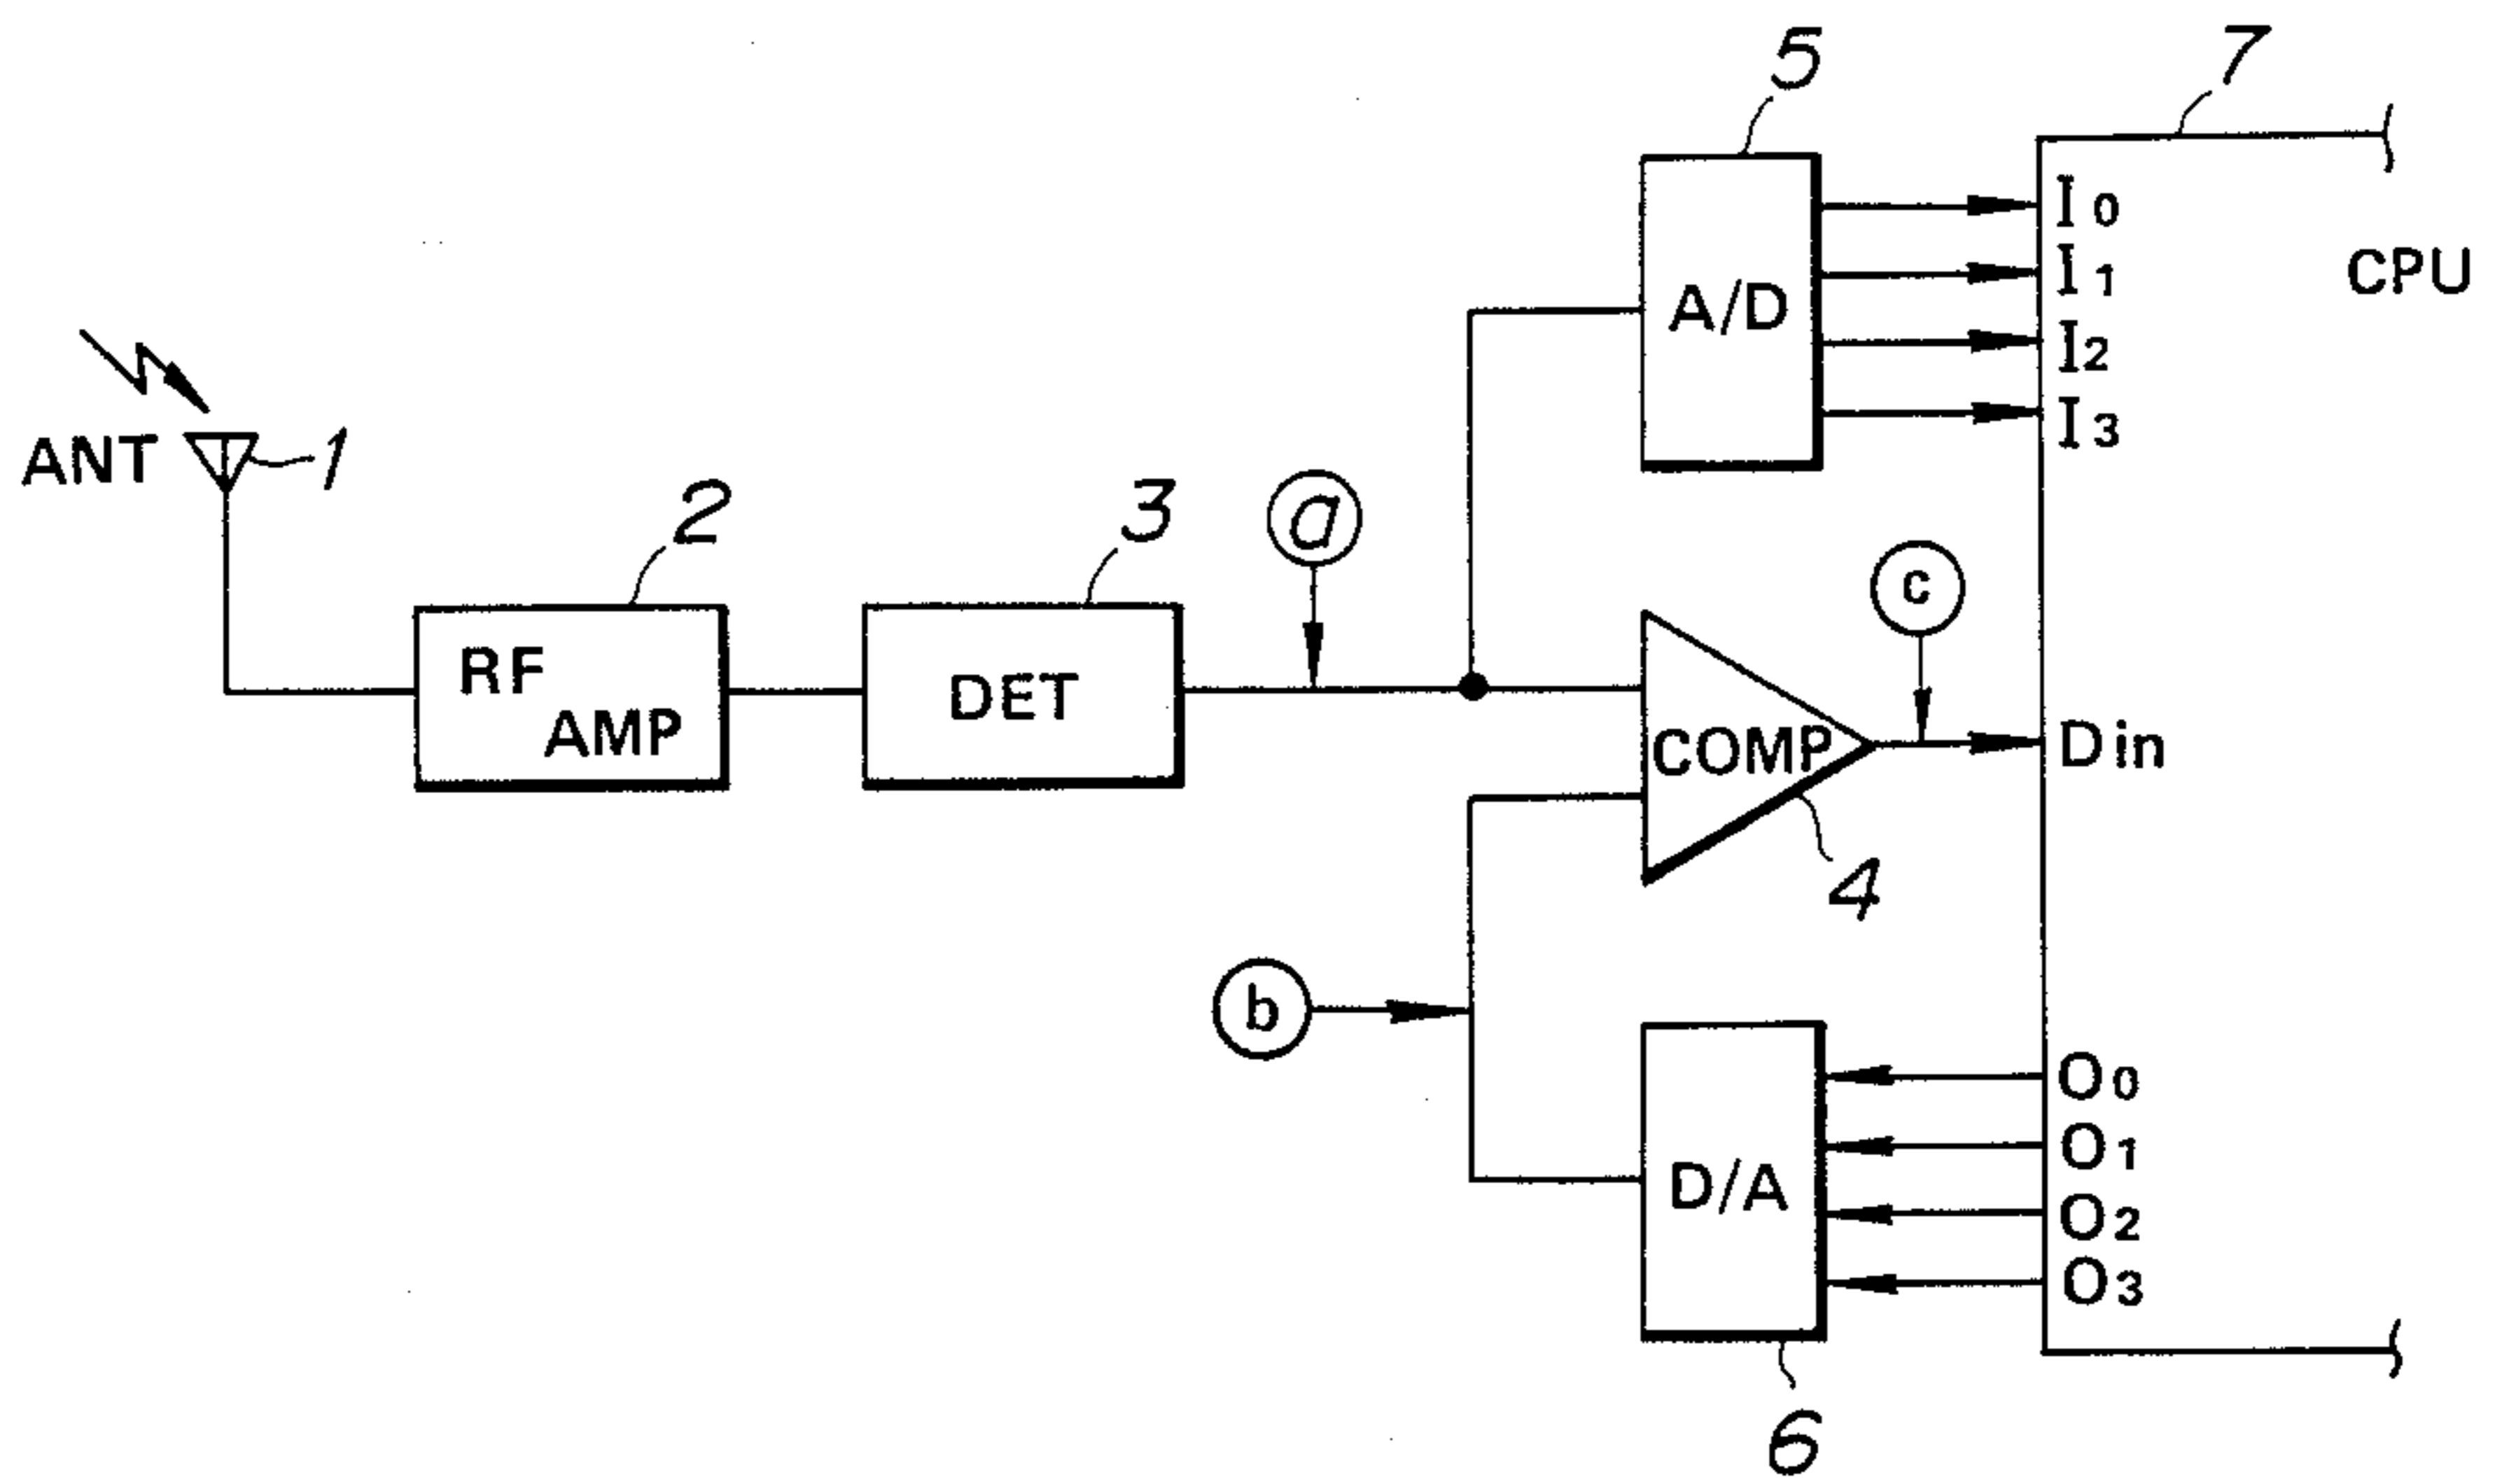 5
7
I0
I1
CPU
A/D
I2
I3
ANT
1
2
3
a
c
RF
AMP
DET
COMP
Din
4
b
O0
O1
D/A
O2
O3
6